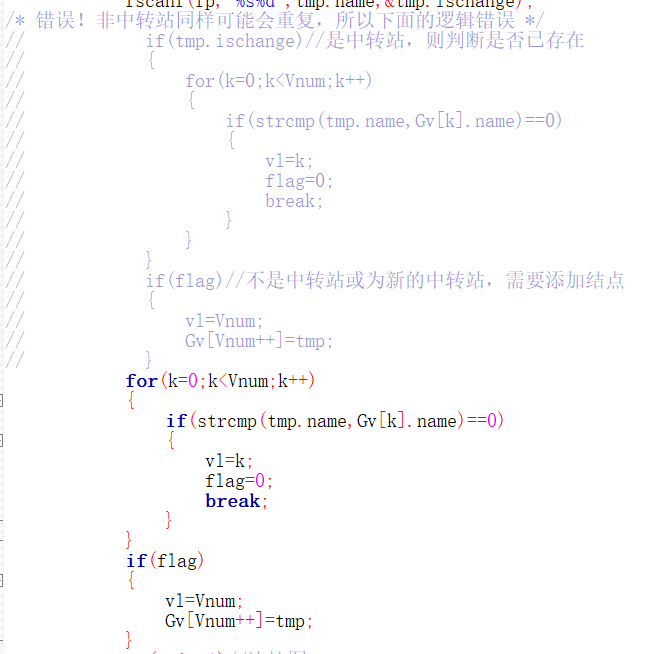 fscanf(fp,"%s%d",tmp.name,&tmp.ischange);
/* 错误！非中转站同样可能会重复，所以下面的逻辑错误 */
// if(tmp.ischange)//是中转站，则判断是否已存在
// {
// for(k=0;k<Vnum;k++)
// {
// if(strcmp(tmp.name,Gv[k].name)==0)
// {
// vl=k;
// flag=0;
// break;
// }
// }
// }
// if(flag)//不是中转站或为新的中转站，需要添加结点
// {
// vl=Vnum;
// Gv[Vnum++]=tmp;
// }
for(k=0;k<Vnum;k++)
{
if(strcmp(tmp.name,Gv[k].name)==0)
{
vl=k;
flag=0;
break;
}
}
if(flag)
{
vl=Vnum;
Gv[Vnum++]=tmp;
}